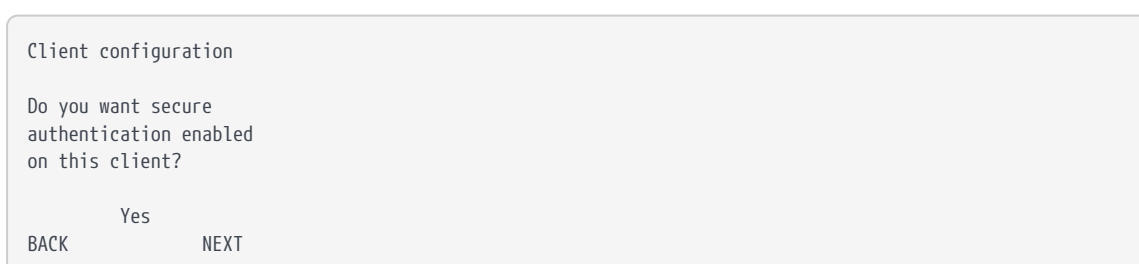 Client configuration
Do you want secure
authentication enabled
on this client?
Yes
BACK NEXT